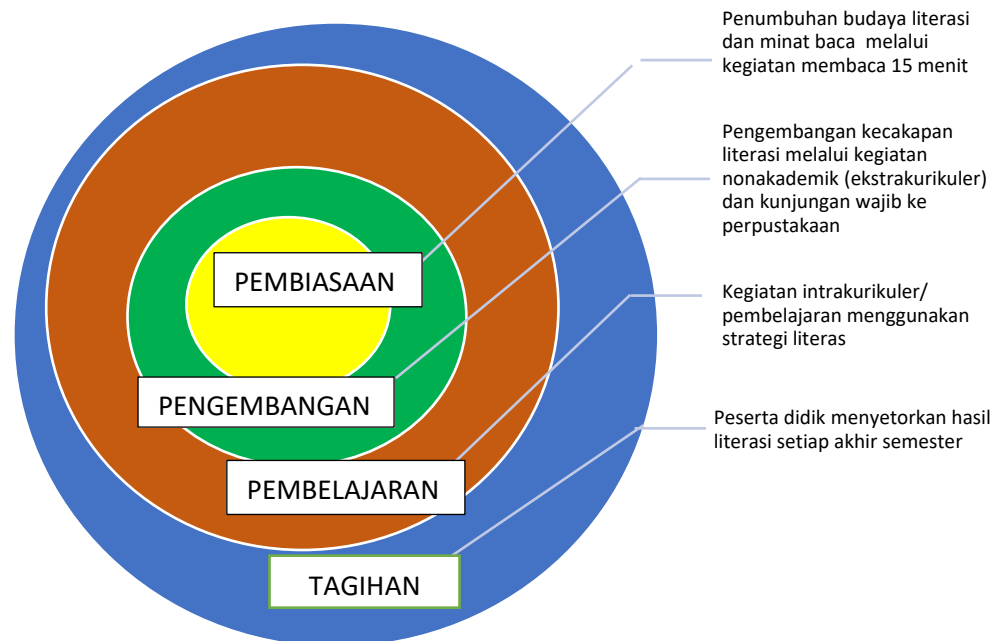 Penumbuhan budaya literasi
dan minat baca melalui
kegiatan membaca 15 menit
Pengembangan kecakapan
literasi melalui kegiatan
nonakademik (ekstrakurikuler)
dan kunjungan wajib ke
perpustakaan
Kegiatan intrakurikuler/
pembelajaran menggunakan
strategi literas
Peserta didik menyetorkan hasil
literasi setiap akhir semester
PEMBIASAAN
PENGEMBANGAN
PEMBELAJARAN
TAGIHAN